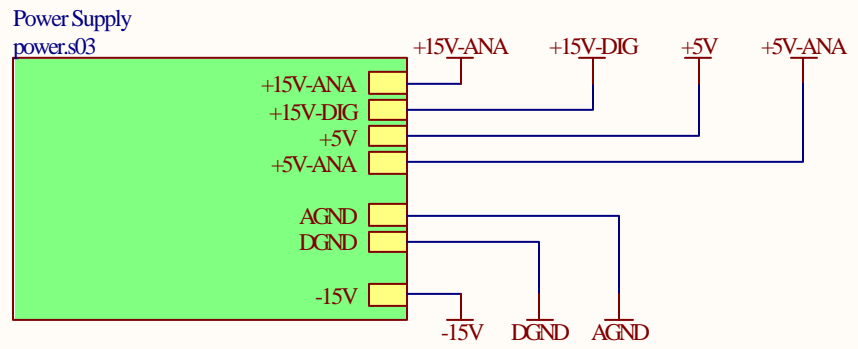 Power Supply
power.s03
+15V-ANA +15V-DIG +5V +5V-ANA
+15V-ANA
+15V-DIG
+5V
+5V-ANA
AGND
DGND
-15V
-15V DGND AGND